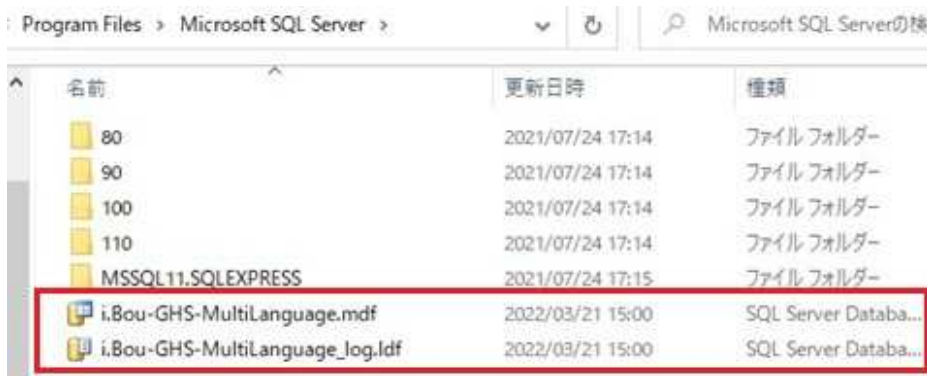 Program Files > Microsoft SQL Server >
Microsoft SQL Serverの検
名前 更新日時 種類
80 2021/07/24 17:14 ファイル フォルダー
90 2021/07/24 17:14 ファイル フォルダー
100 2021/07/24 17:14 ファイル フォルダー
110 2021/07/24 17:14 ファイル フォルダー
MSSQL11.SQLEXPRESS 2021/07/24 17:15 ファイル フォルダー
i.Bou-GHS-MultiLanguage.mdf 2022/03/21 15:00 SQL Server Databa...
i.Bou-GHS-MultiLanguage_log.ldf 2022/03/21 15:00 SQL Server Databa...